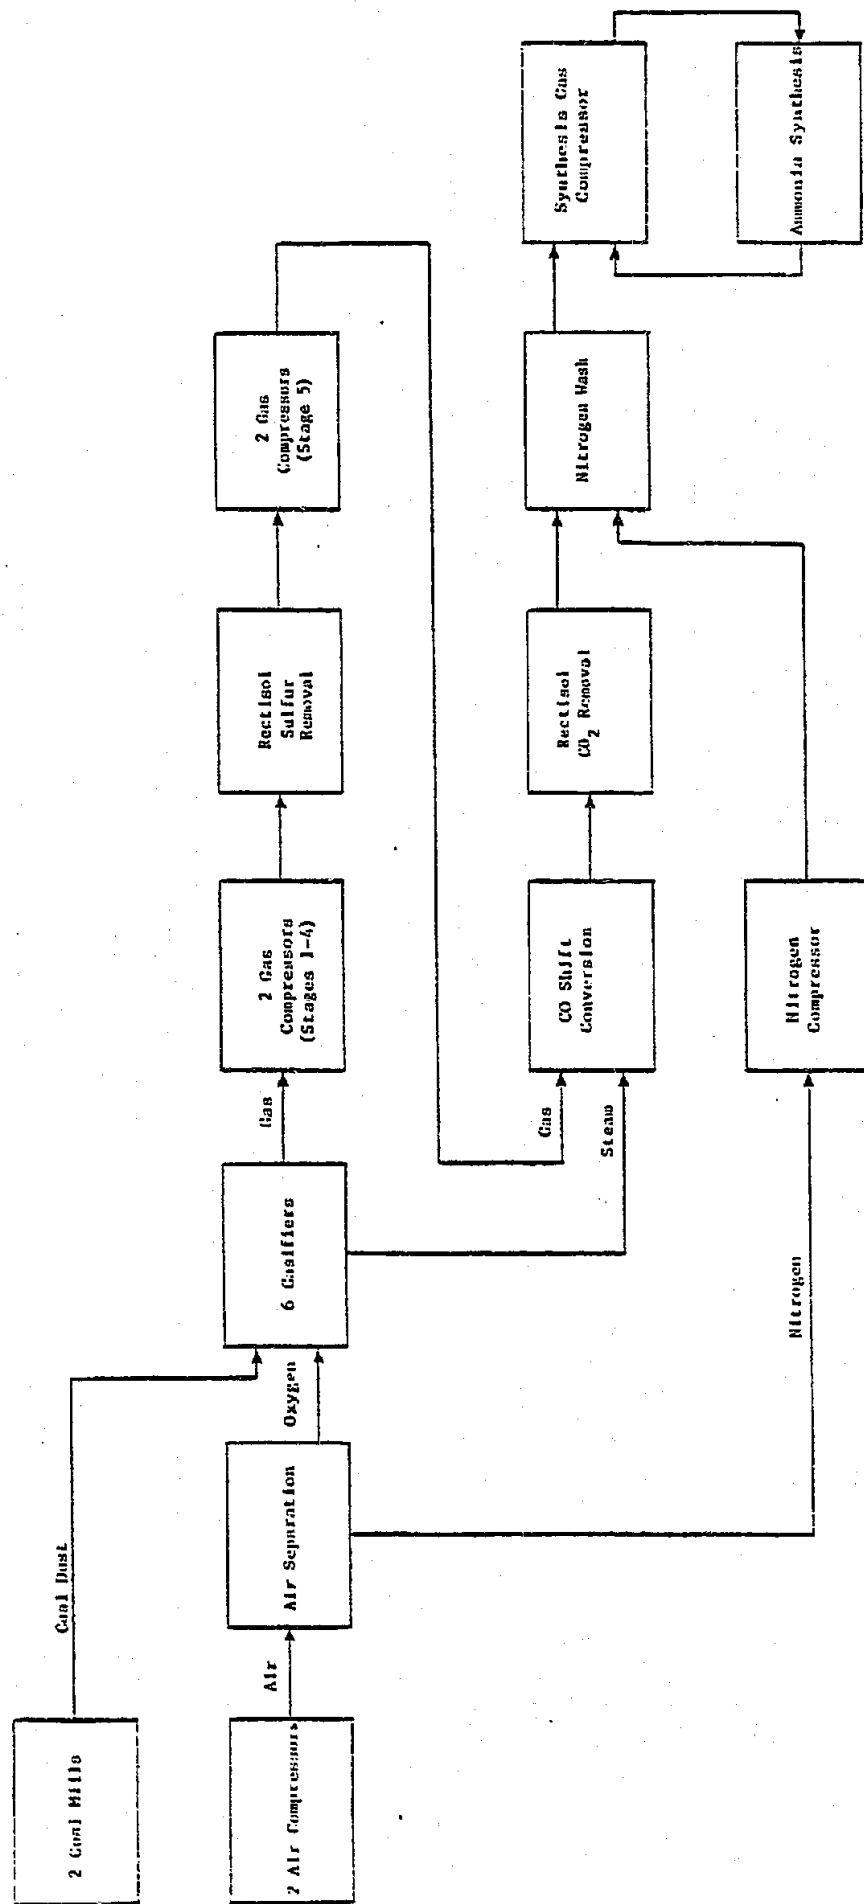 2 Coal Mills
Coal Dust
2 Air Compressors
Air
Air Separation
Oxygen
6 Gasifiers
Gas
2 Gas
Compressors
(Stages 1-4)
Rectisol
Sulfur
Removal
2 Gas
Compressors
(Stage 5)
Gas
Steam
CO Shift
Conversion
Rectisol
CO2 Removal
Nitrogen Wash
Synthesis Gas
Compressor
Nitrogen
Nitrogen
Compressor
Ammonia Synthesis